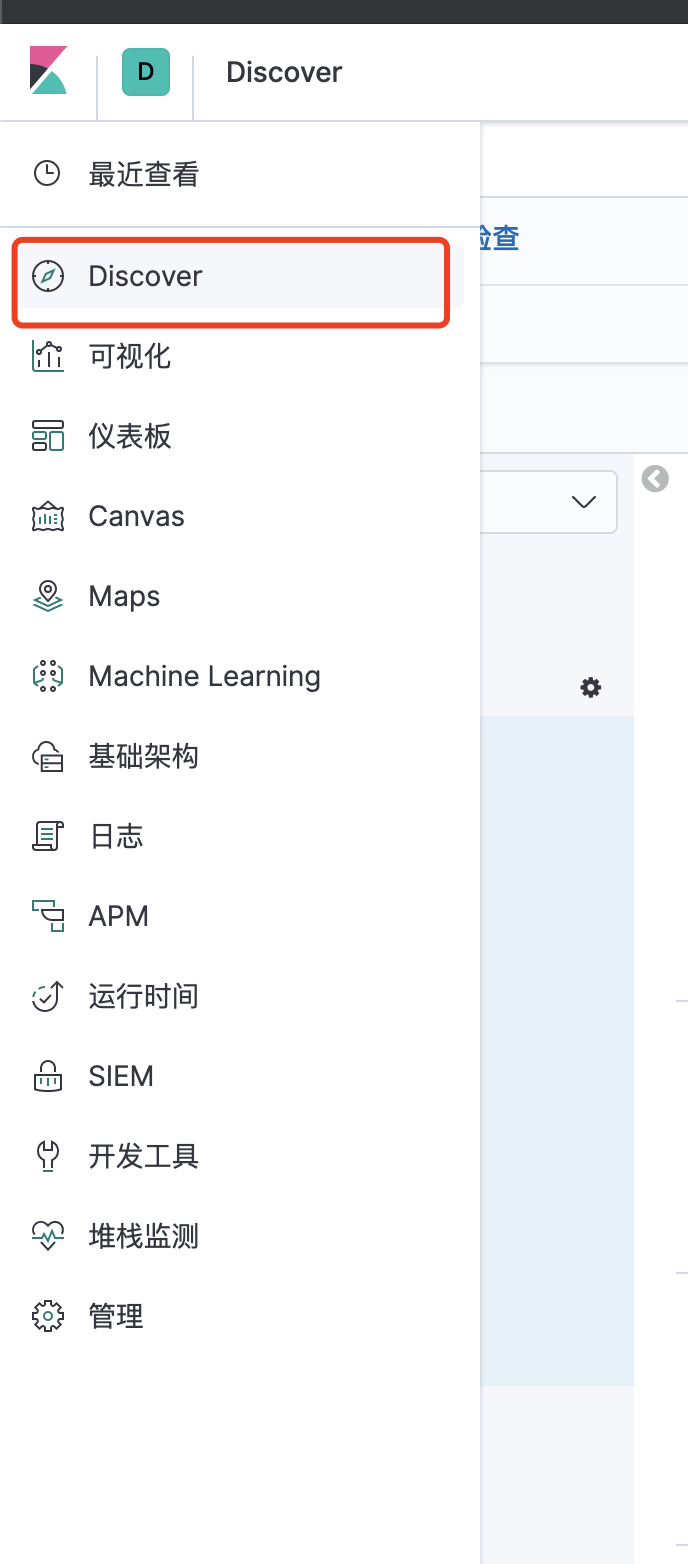 D
Discover
最近查看
检查
Discover
可视化
仪表板
Canvas
Maps
Machine Learning
基础架构
日志
APM
运行时间
SIEM
开发工具
堆栈监测
管理